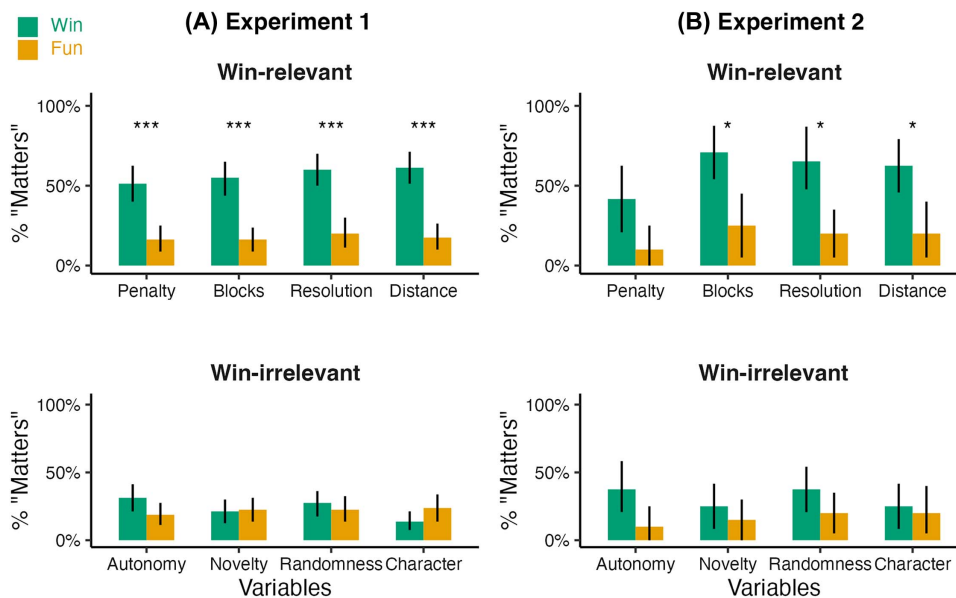 (A) Experiment 1
(B) Experiment 2
Win
Fun
Win-relevant
Win-relevant
% "Matters"
100%
50%
0%
*** *** *** ***
Penalty Blocks Resolution Distance
% "Matters"
100%
50%
0%
* * *
Penalty Blocks Resolution Distance
Win-irrelevant
Win-irrelevant
% "Matters"
100%
50%
0%
Autonomy Novelty Randomness Character
Variables
% "Matters"
100%
50%
0%
Autonomy Novelty Randomness Character
Variables